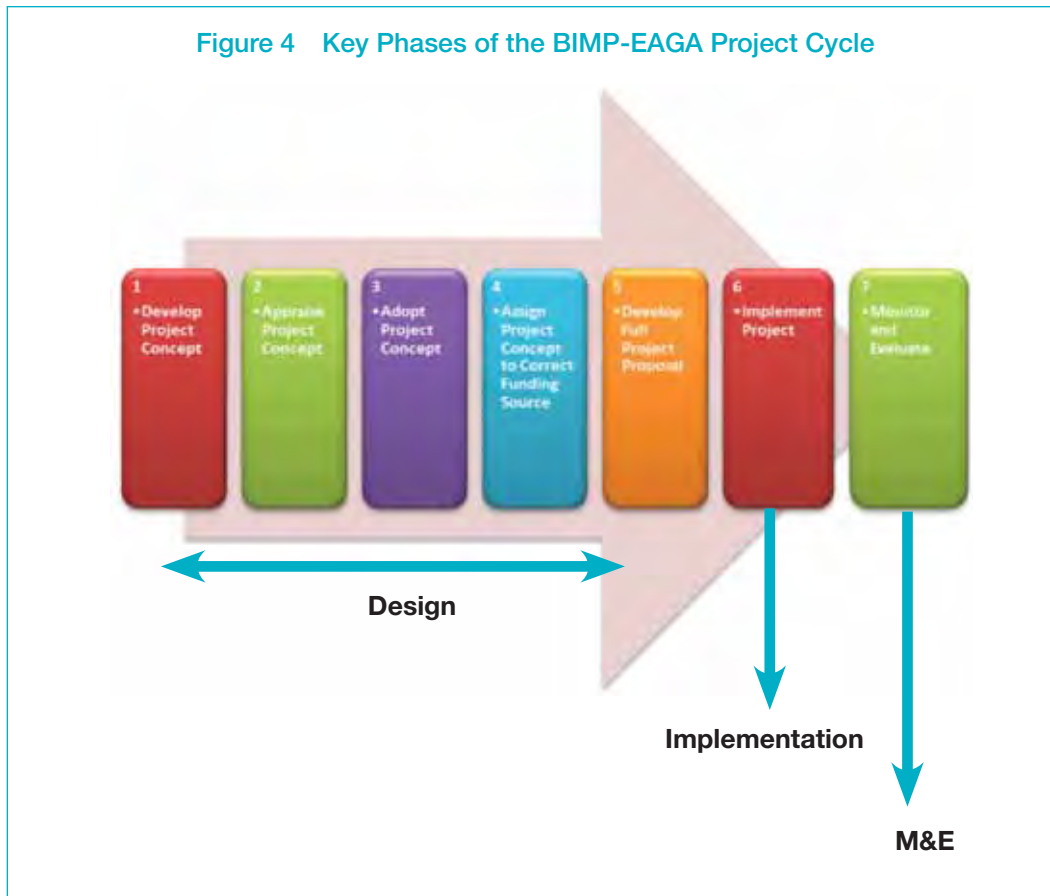 Figure 4 Key Phases of the BIMP-EAGA Project Cycle
1
• Develop
Project
Concept
2
• Appraise
Project
Concept
3
• Adopt
Project
Concept
4
• Assign
Project
Concept
to Correct
Funding
Source
5
• Develop
Full
Project
Proposal
6
• Implement
Project
7
• Monitor
and
Evaluate
Design
Implementation
M&E